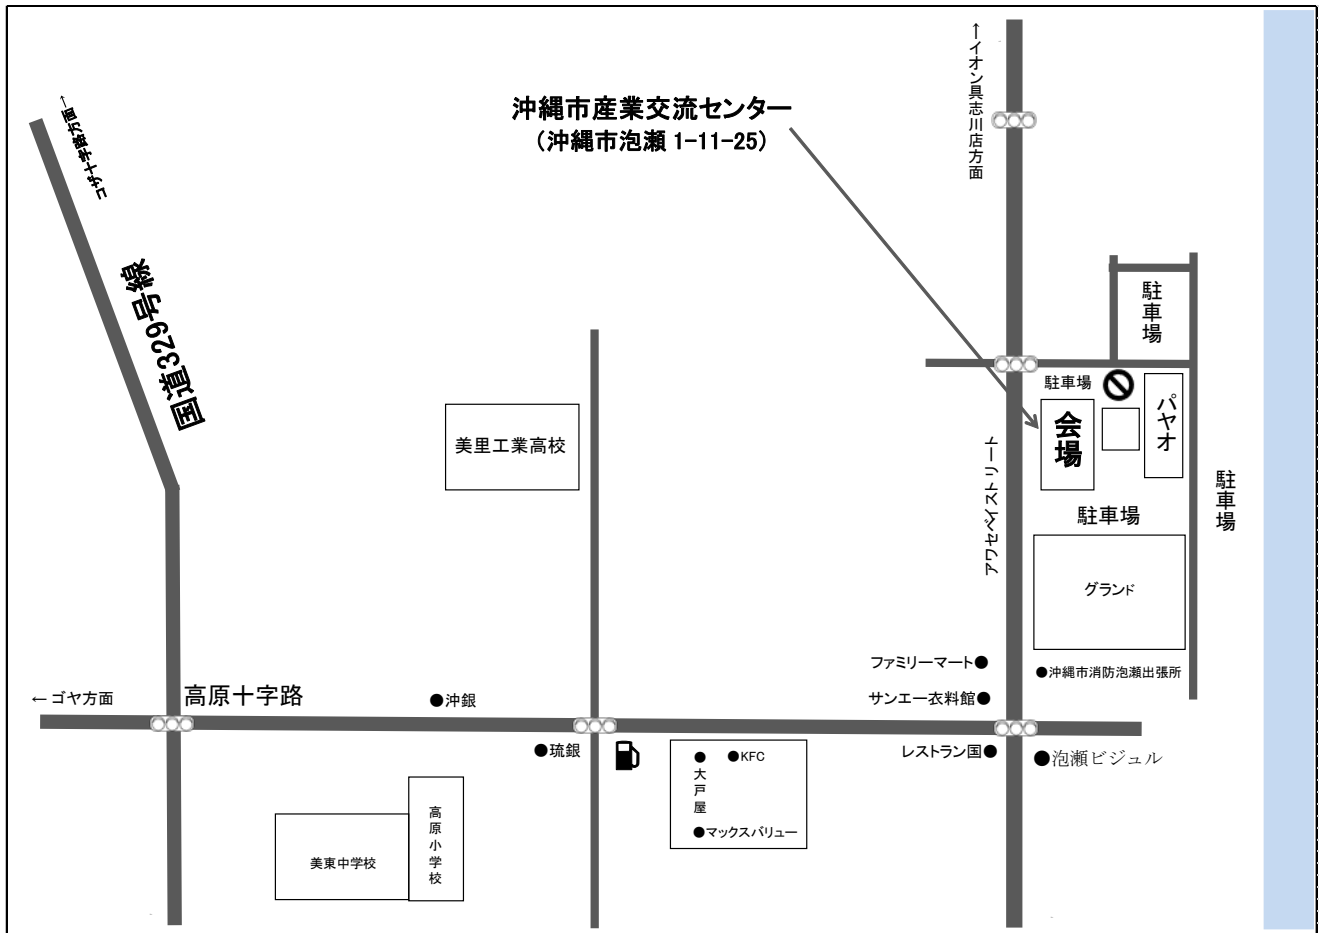 沖縄市産業交流センター
(沖縄市泡瀬 1-11-25)
↑イオン具志川店方面
コザ十字路方面→
国道329号線
駐車場
駐車場
会場
パヤオ
美里工業高校
アワセベイストリート
駐車場
駐車場
グランド
ファミリーマート●
●沖縄市消防泡瀬出張所
←ゴヤ方面
高原十字路
●沖銀
サンエー衣料館●
●琉銀
●大戸屋
●KFC
●マックスバリュー
レストラン国●
●泡瀬ビジュル
美東中学校
高原小学校